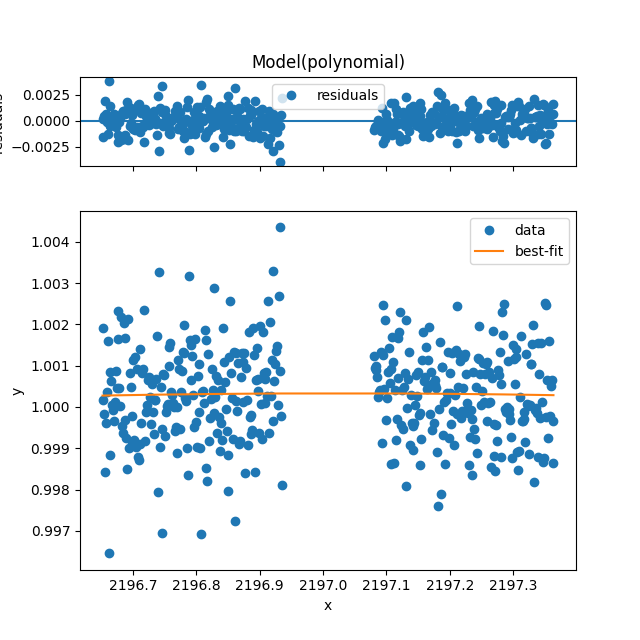 Model(polynomial)
residuals
0.0025
0.0000
−0.0025
residuals
data
best-fit
1.004
1.003
1.002
1.001
1.000
0.999
0.998
0.997
y
2196.7 2196.8 2196.9 2197.0 2197.1 2197.2 2197.3
x